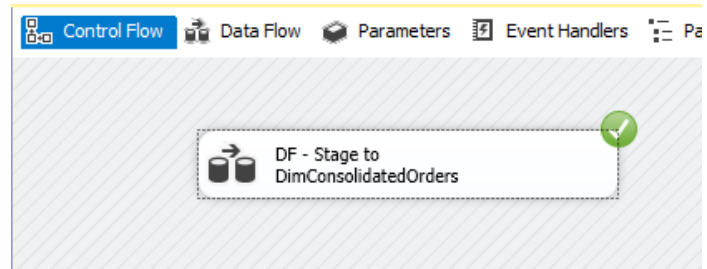 Control Flow Data Flow Parameters Event Handlers Pa
DF - Stage to
DimConsolidatedOrders